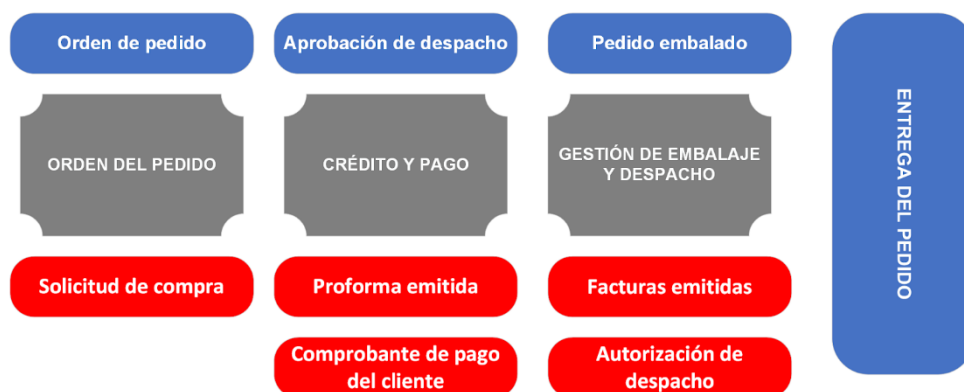 Orden de pedido
Aprobación de despacho
Pedido embalado
ORDEN DEL PEDIDO
CRÉDITO Y PAGO
GESTIÓN DE EMBALAJE
Y DESPACHO
Solicitud de compra
Proforma emitida
Facturas emitidas
Comprobante de pago
del cliente
Autorización de
despacho
ENTREGA DEL PEDIDO